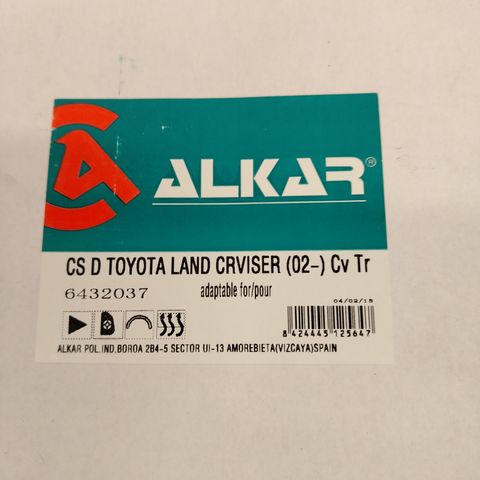 ALKAR®
CS D TOYOTA LAND CRVISER (02-) Cv Tr
6432037 adaptable for/pour
04/02/15
8 424445 125647
ALKAR POL.IND.BOROA 2B4-5 SECTOR UI-13 AMOREBIETA(VIZCAYA)SPAIN